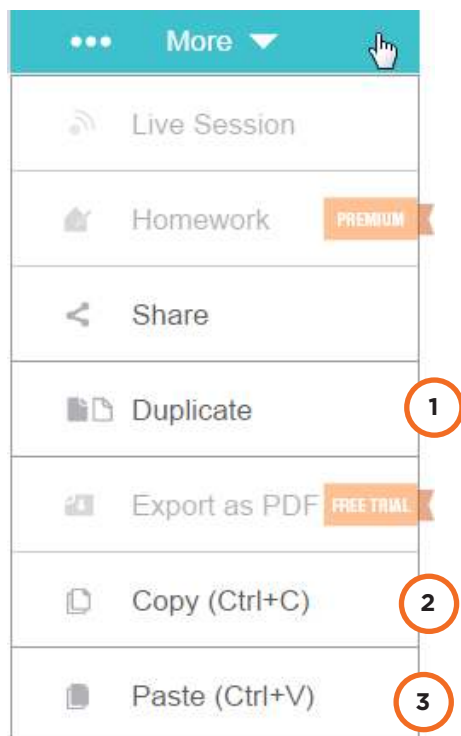 ••• More
Live Session
Homework PREMIUM
Share
Duplicate 1
Export as PDF FREE TRIAL
Copy (Ctrl+C) 2
Paste (Ctrl+V) 3